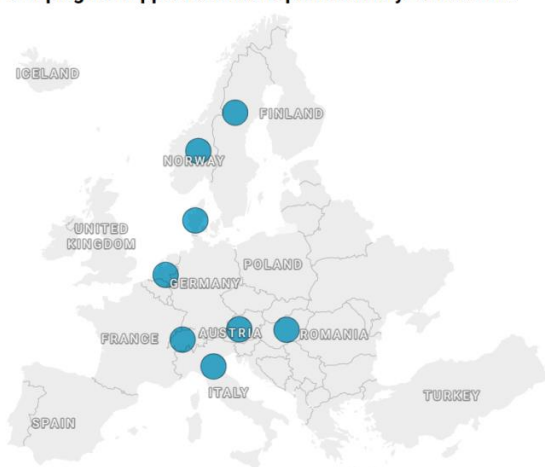 ICELAND
FINLAND
NORWAY
UNITED
KINGDOM
POLAND
GERMANY
FRANCE
AUSTRIA
ROMANIA
ITALY
TURKEY
SPAIN